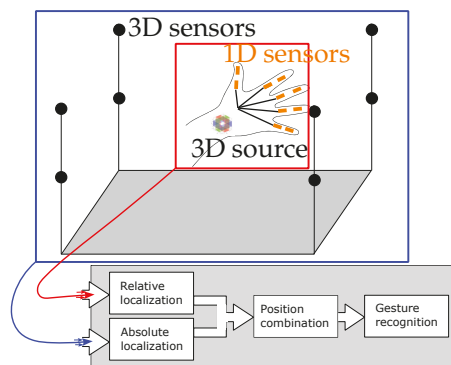 3D sensors
1D sensors
3D source
Relative
localization
Absolute
localization
Position
combination
Gesture
recognition